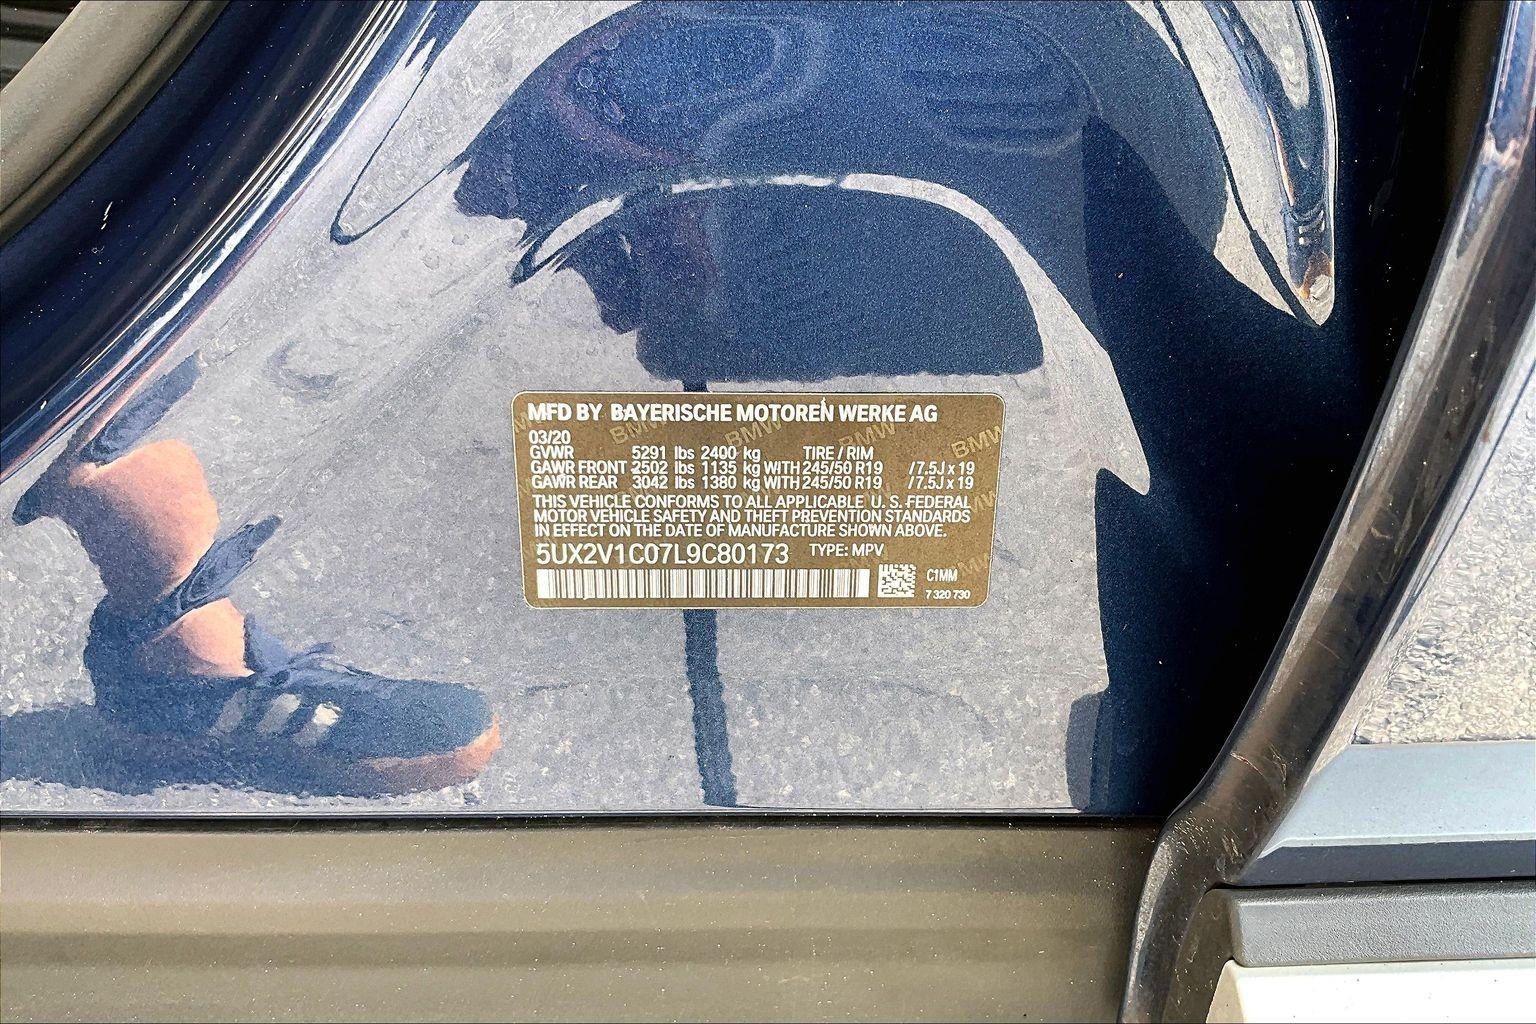 MFD BY BAYERISCHE MOTOREN WERKE AG
03/20
GVWR 5291 lbs 2400 kg TIRE / RIM
GAWR FRONT 2502 lbs 1135 kg WITH 245/50 R19 /7.5J x 19
GAWR REAR 3042 lbs 1380 kg WITH 245/50 R19 /7.5J x 19
THIS VEHICLE CONFORMS TO ALL APPLICABLE U. S. FEDERAL
MOTOR VEHICLE SAFETY AND THEFT PREVENTION STANDARDS
IN EFFECT ON THE DATE OF MANUFACTURE SHOWN ABOVE.
5UX2V1C07L9C80173 TYPE: MPV
C1MM
7 320 730